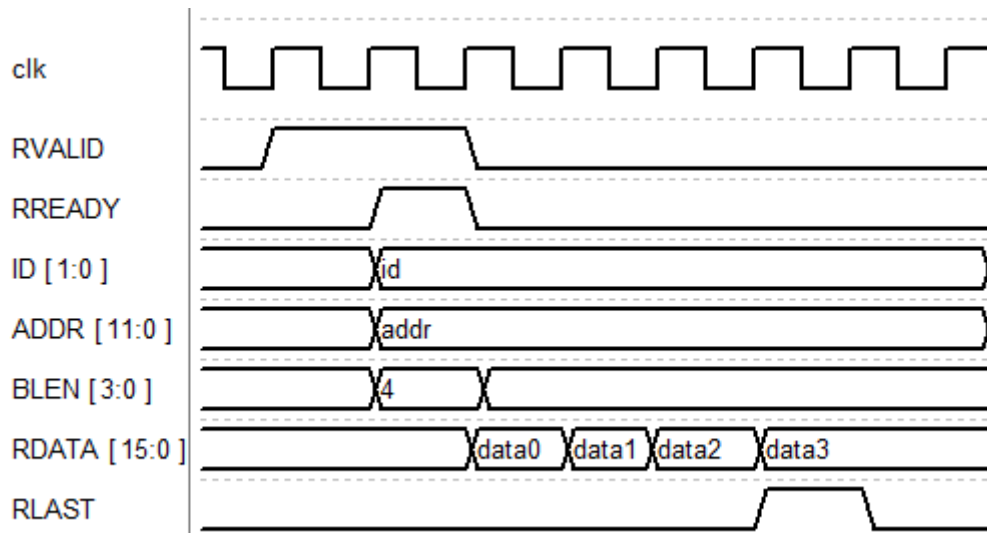 clk
RVALID
RREADY
ID [ 1:0 ] id
ADDR [ 11:0 ] addr
BLEN [ 3:0 ] 4
RDATA [ 15:0 ] data0 data1 data2 data3
RLAST